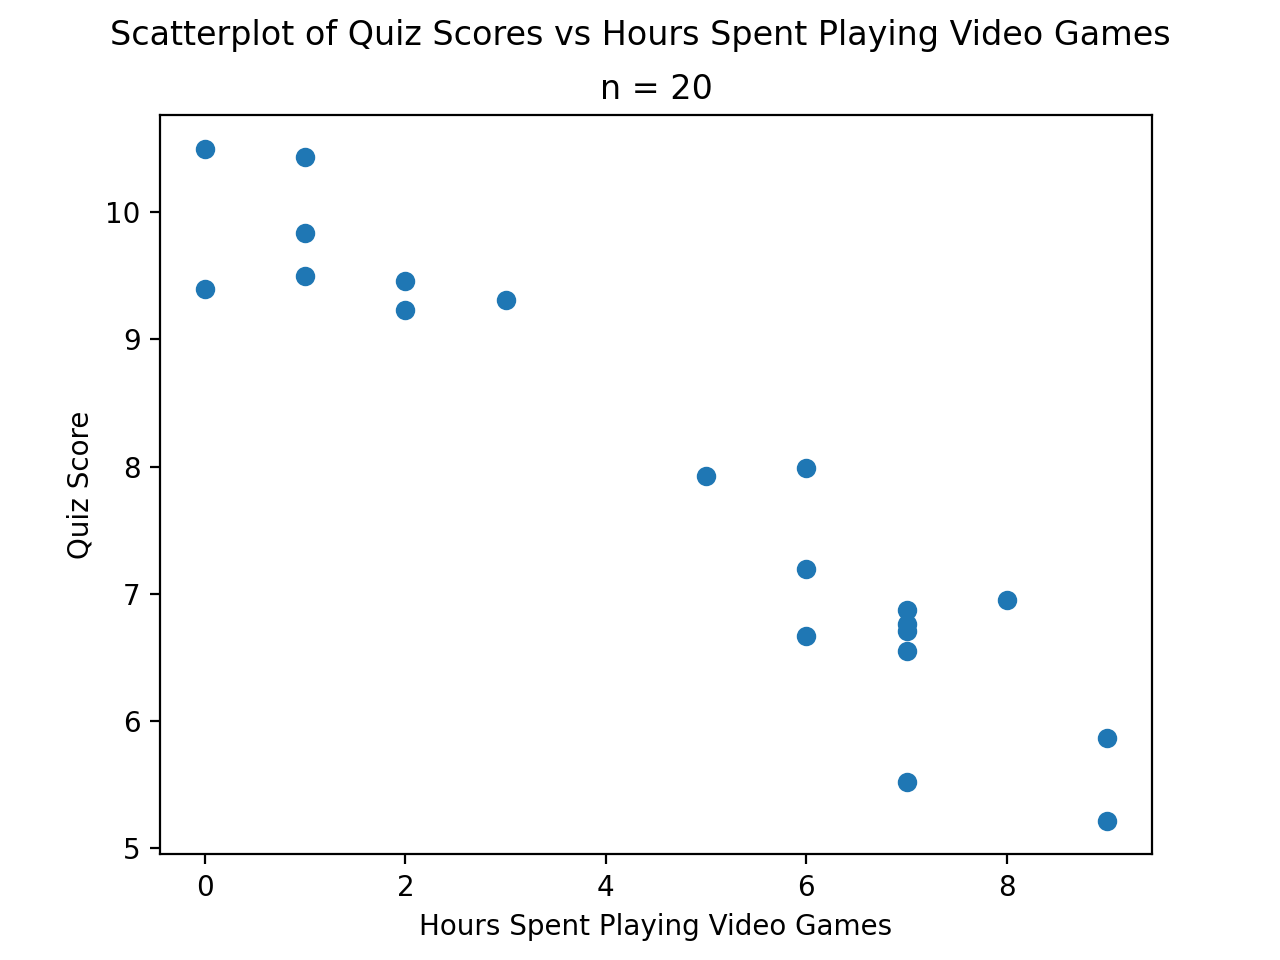 Scatterplot of Quiz Scores vs Hours Spent Playing Video Games
n = 20
10
9
8
7
6
5
Quiz Score
0 2 4 6 8
Hours Spent Playing Video Games